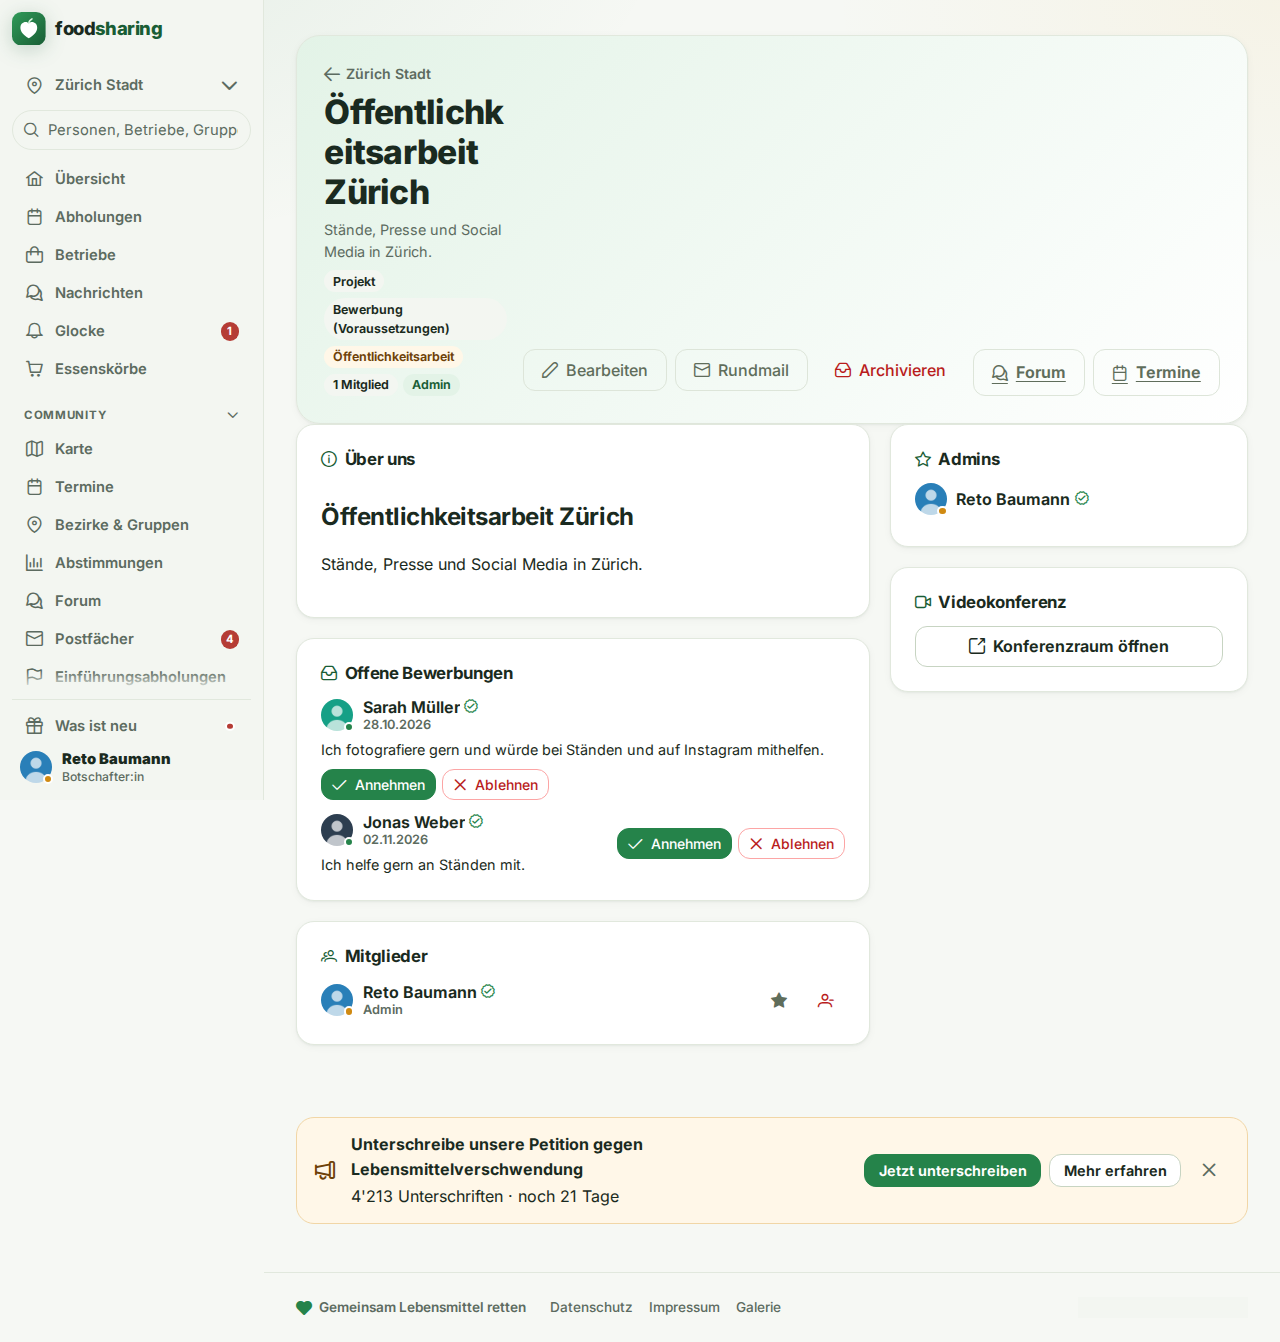 foodsharing
Zürich Stadt
Personen, Betriebe, Grupp
Übersicht
Abholungen
Betriebe
Nachrichten
Glocke 1
Essenskörbe
COMMUNITY
Karte
Termine
Bezirke & Gruppen
Abstimmungen
Forum
Postfächer 4
Einführungsabholungen
Was ist neu
Reto Baumann
Botschafter:in
Zürich Stadt
Öffentlichk
eitsarbeit
Zürich
Stände, Presse und Social
Media in Zürich.
Projekt
Bewerbung
(Voraussetzungen)
Öffentlichkeitsarbeit
1 Mitglied Admin
Bearbeiten Rundmail Archivieren Forum Termine
Über uns
Öffentlichkeitsarbeit Zürich
Stände, Presse und Social Media in Zürich.
Offene Bewerbungen
Sarah Müller
28.10.2026
Ich fotografiere gern und würde bei Ständen und auf Instagram mithelfen.
Annehmen Ablehnen
Jonas Weber
02.11.2026
Ich helfe gern an Ständen mit.
Annehmen Ablehnen
Mitglieder
Reto Baumann
Admin
Admins
Reto Baumann
Videokonferenz
Konferenzraum öffnen
Unterschreibe unsere Petition gegen
Lebensmittelverschwendung
4'213 Unterschriften · noch 21 Tage
Jetzt unterschreiben Mehr erfahren
Gemeinsam Lebensmittel retten Datenschutz Impressum Galerie